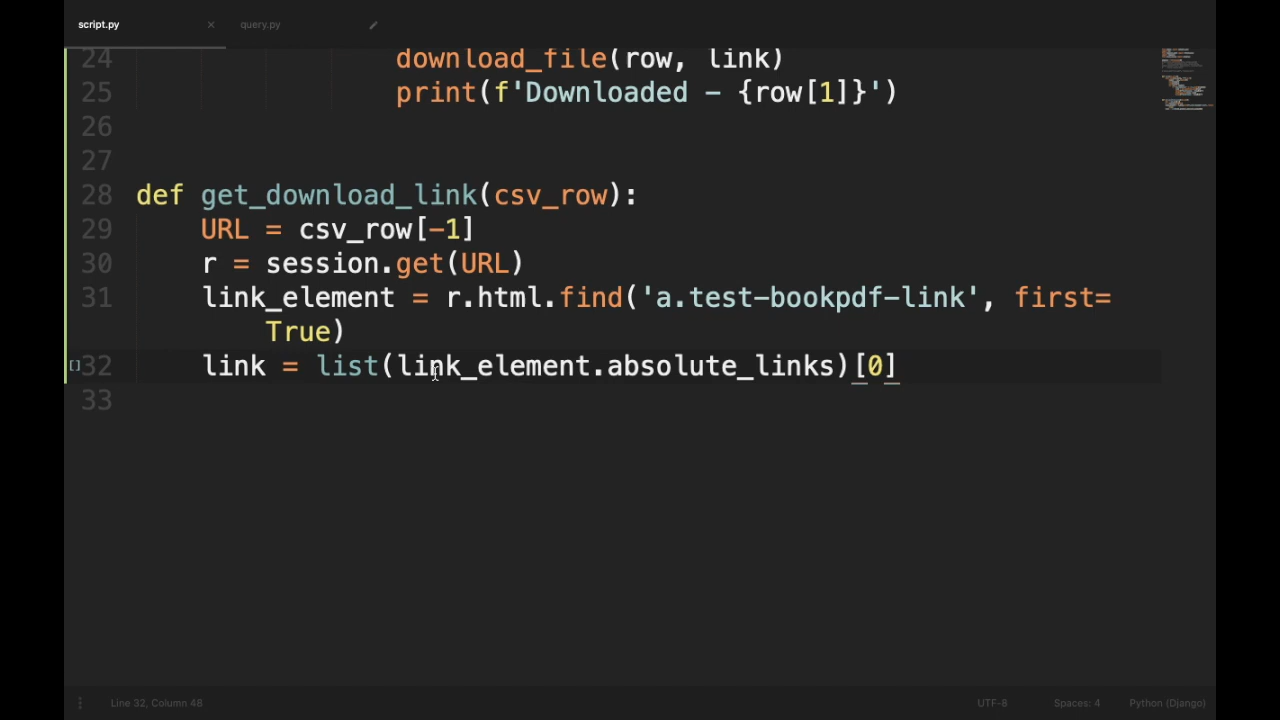 script.py × query.py
24 download_file(row, link)
25 print(f'Downloaded - {row[1]}')
26
27
28 def get_download_link(csv_row):
29 URL = csv_row[-1]
30 r = session.get(URL)
31 link_element = r.html.find('a.test-bookpdf-link', first=
True)
[]32 link = list(link_element.absolute_links)[0]
33
Line 32, Column 48 UTF-8 Spaces: 4 Python (Django)